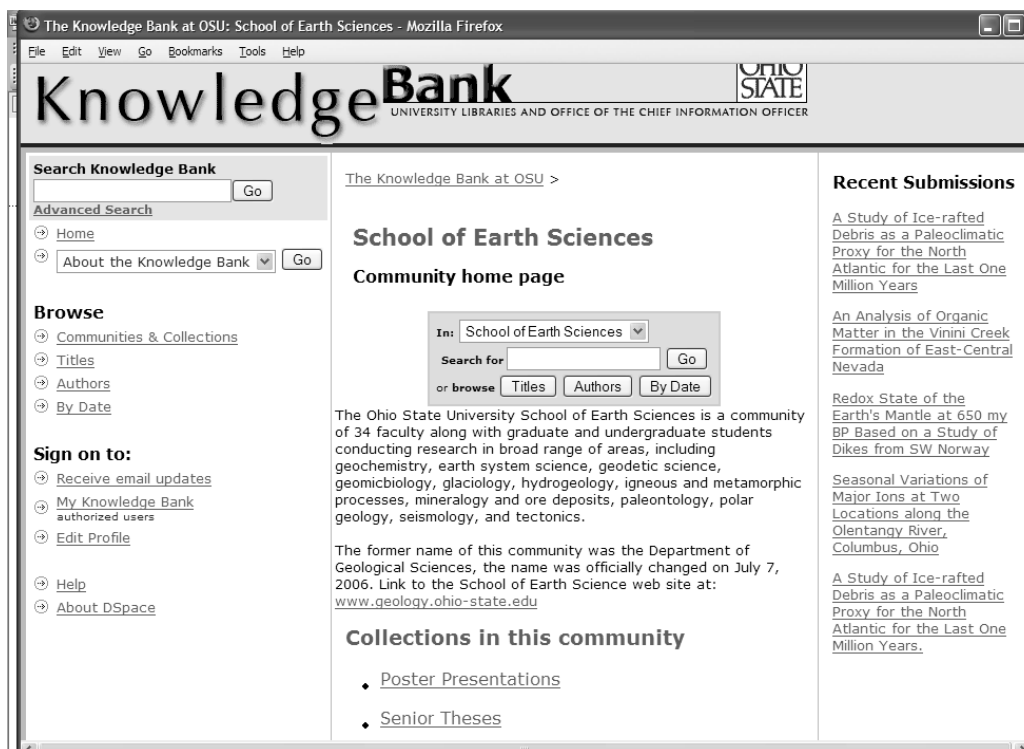 The Knowledge Bank at OSU: School of Earth Sciences - Mozilla Firefox
File Edit View Go Bookmarks Tools Help
KnowledgeBank
OHIO
STATE
UNIVERSITY LIBRARIES AND OFFICE OF THE CHIEF INFORMATION OFFICER
Search Knowledge Bank
Go
Advanced Search
Home
About the Knowledge Bank Go
Browse
Communities & Collections
Titles
Authors
By Date
Sign on to:
Receive email updates
My Knowledge Bank
authorized users
Edit Profile
Help
About DSpace
The Knowledge Bank at OSU >
School of Earth Sciences
Community home page
In: School of Earth Sciences
Search for Go
or browse Titles Authors By Date
The Ohio State University School of Earth Sciences is a community
of 34 faculty along with graduate and undergraduate students
conducting research in broad range of areas, including
geochemistry, earth system science, geodetic science,
geomicbiology, glaciology, hydrogeology, igneous and metamorphic
processes, mineralogy and ore deposits, paleontology, polar
geology, seismology, and tectonics.
The former name of this community was the Department of
Geological Sciences, the name was officially changed on July 7,
2006. Link to the School of Earth Science web site at:
www.geology.ohio-state.edu
Collections in this community
Poster Presentations
Senior Theses
Recent Submissions
A Study of Ice-rafted
Debris as a Paleoclimatic
Proxy for the North
Atlantic for the Last One
Million Years
An Analysis of Organic
Matter in the Vinini Creek
Formation of East-Central
Nevada
Redox State of the
Earth's Mantle at 650 my
BP Based on a Study of
Dikes from SW Norway
Seasonal Variations of
Major Ions at Two
Locations along the
Olentangy River,
Columbus, Ohio
A Study of Ice-rafted
Debris as a Paleoclimatic
Proxy for the North
Atlantic for the Last One
Million Years.